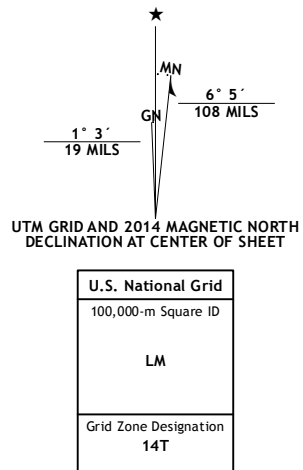 MN
GN
6° 5´
108 MILS
1° 3´
19 MILS
UTM GRID AND 2014 MAGNETIC NORTH
DECLINATION AT CENTER OF SHEET
U.S. National Grid
100,000-m Square ID
LM
Grid Zone Designation
14T